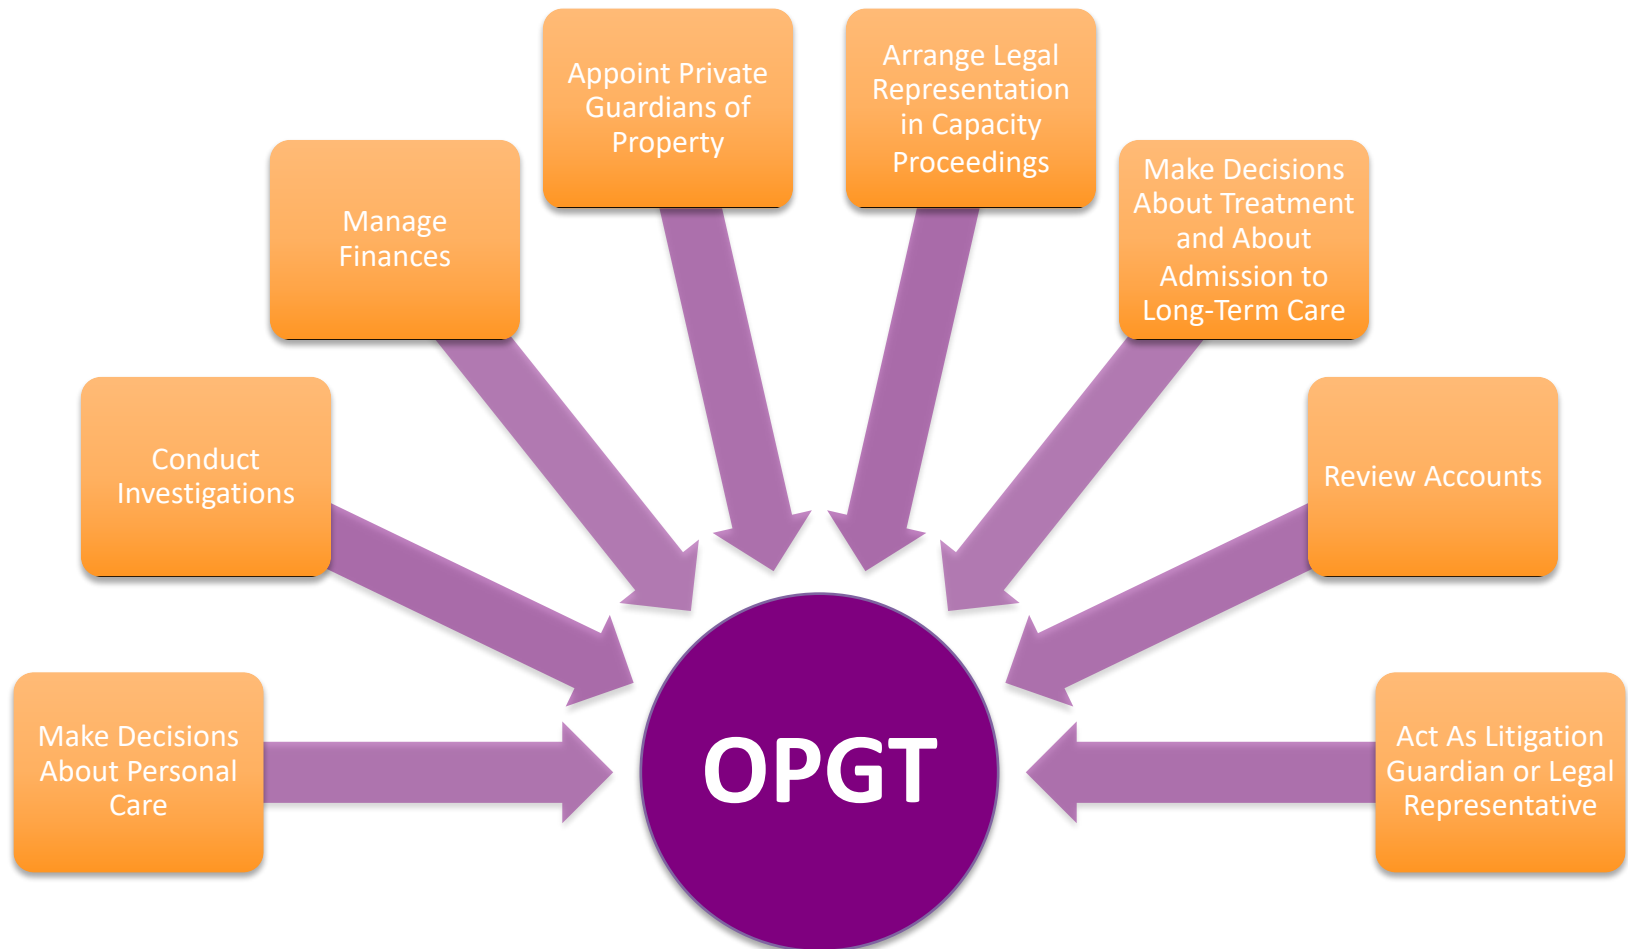 Make Decisions
About Personal
Care
Conduct
Investigations
Manage
Finances
Appoint Private
Guardians of
Property
Arrange Legal
Representation
in Capacity
Proceedings
Make Decisions
About Treatment
and About
Admission to
Long-Term Care
Review Accounts
Act As Litigation
Guardian or Legal
Representative
OPGT